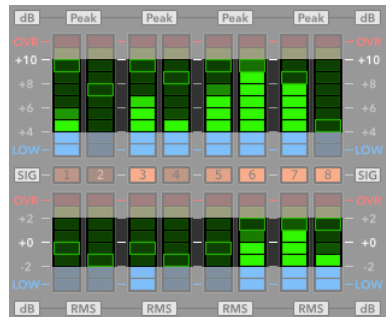 dB Peak Peak Peak Peak dB
OVR OVR
+10 +10
+8 +8
+6 +6
+4 +4
LOW LOW
SIG 1 2 3 4 5 6 7 8 SIG
OVR OVR
+2 +2
+0 +0
-2 -2
LOW LOW
dB RMS RMS RMS RMS dB